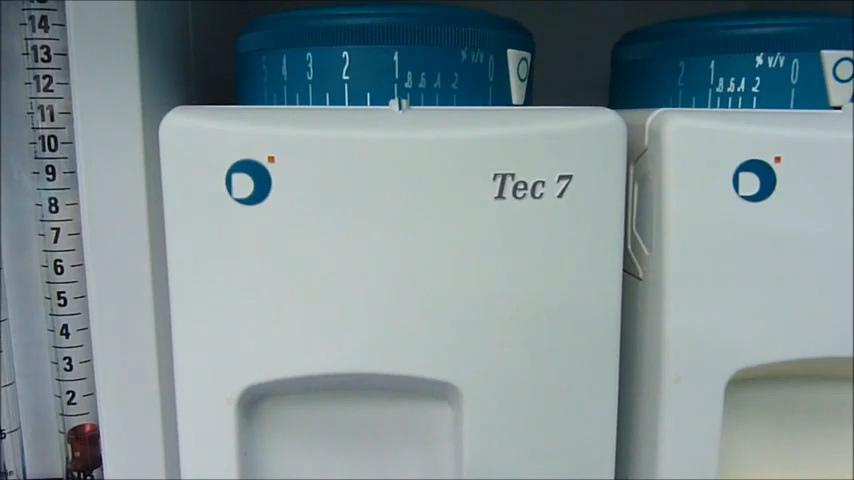 14
13
12
11
10
9
8
7
6
5
4
3
2
5 4 3 2 1 .8 .6 .4 .2 0
% v/v
2 1 .8 .6 .4 .2 0
% v/v
D
Tec 7
D